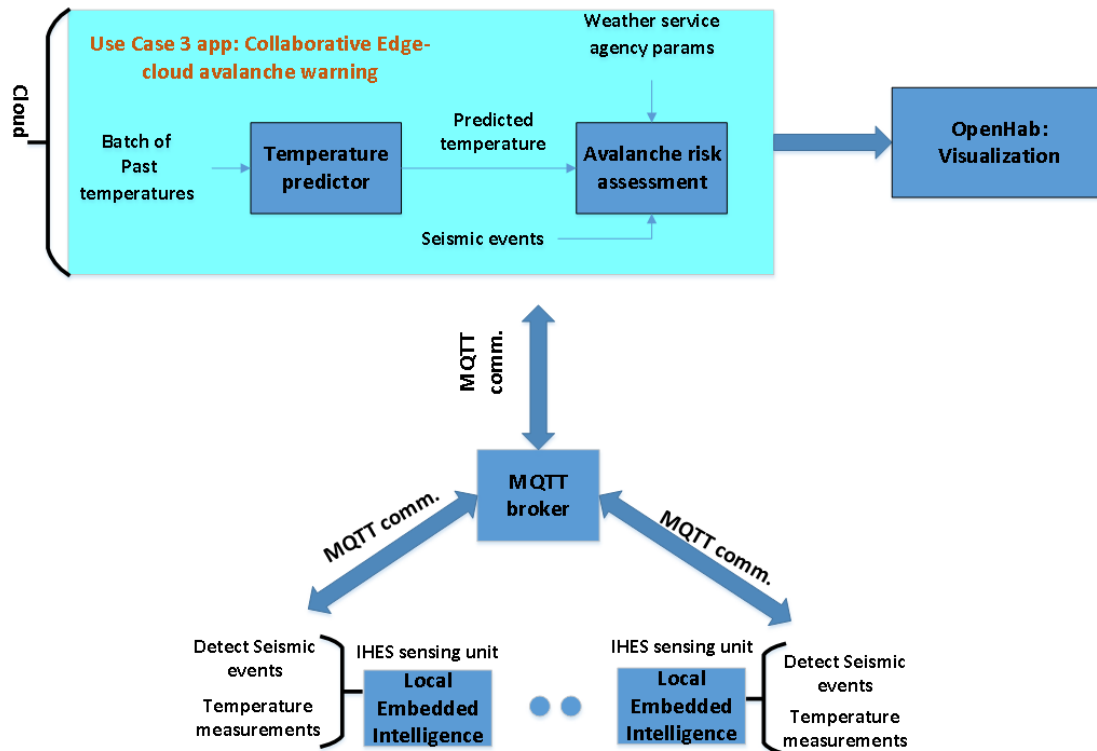 Cloud
Use Case 3 app: Collaborative Edge-
cloud avalanche warning
Weather service
agency params
Batch of
Past
temperatures
Temperature
predictor
Predicted
temperature
Avalanche risk
assessment
Seismic events
OpenHab:
Visualization
MQTT
comm.
MQTT
broker
MQTT comm.
MQTT comm.
Detect Seismic
events
Temperature
measurements
IHES sensing unit
Local
Embedded
Intelligence
IHES sensing unit
Local
Embedded
Intelligence
Detect Seismic
events
Temperature
measurements